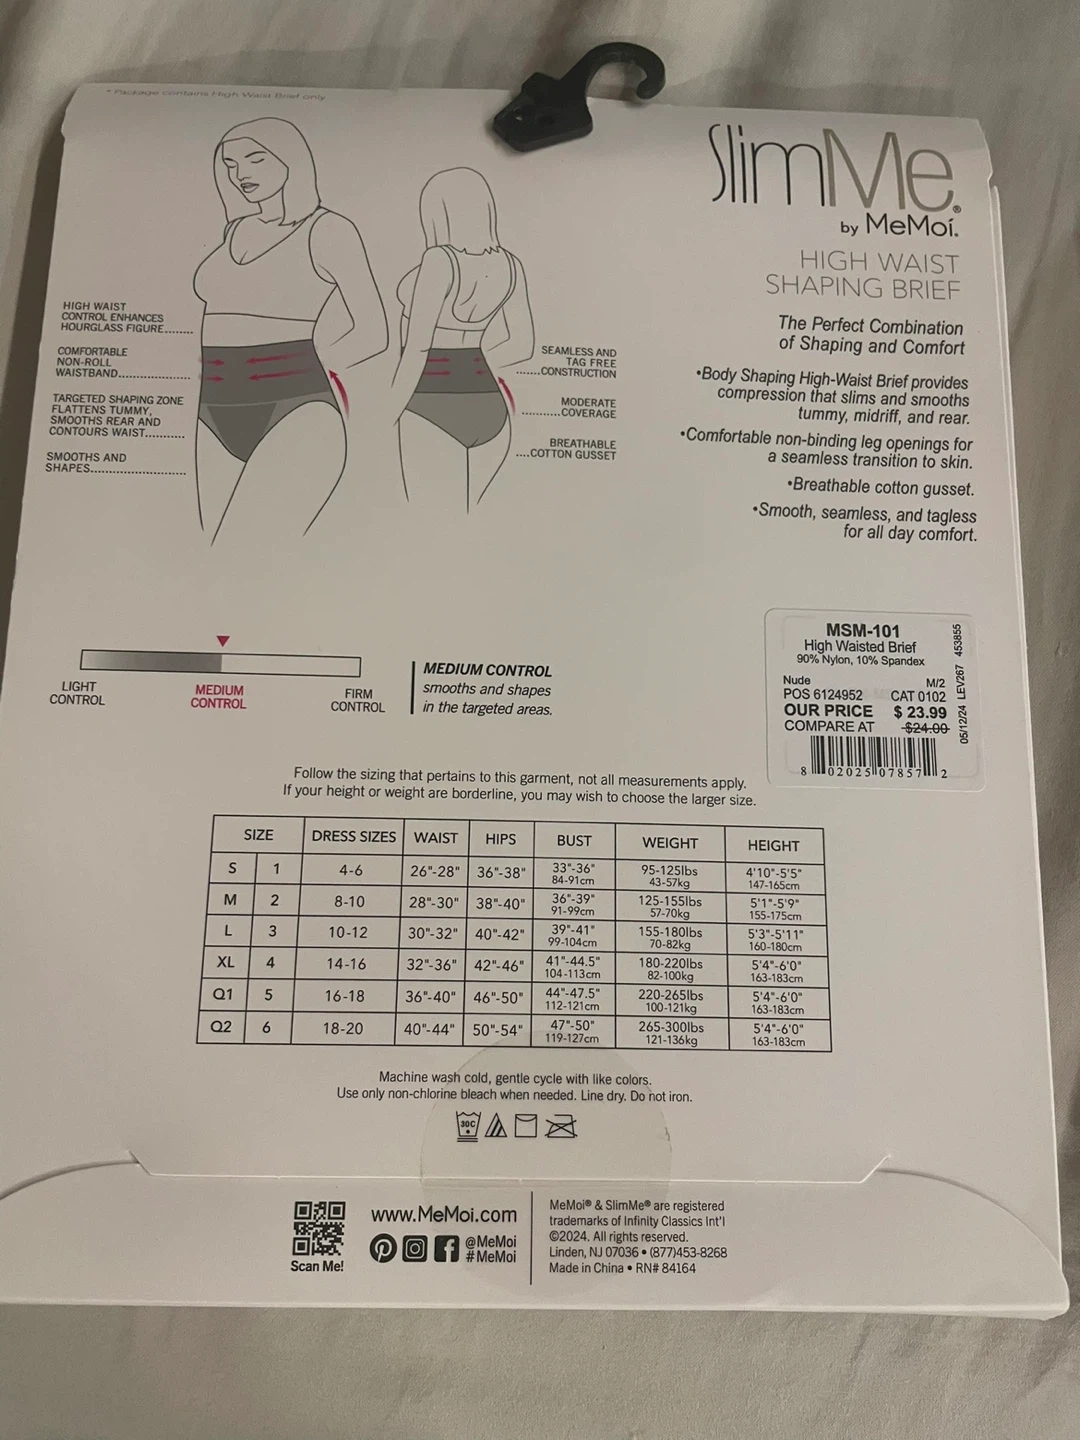 * Package contains High Waist Brief only.
SlimMe®
by MeMoí®
HIGH WAIST
SHAPING BRIEF
The Perfect Combination
of Shaping and Comfort
•Body Shaping High-Waist Brief provides
compression that slims and smooths
tummy, midriff, and rear.
•Comfortable non-binding leg openings for
a seamless transition to skin.
•Breathable cotton gusset.
•Smooth, seamless, and tagless
for all day comfort.
HIGH WAIST
CONTROL ENHANCES
HOURGLASS FIGURE........
COMFORTABLE
NON-ROLL
WAISTBAND....................
TARGETED SHAPING ZONE
FLATTENS TUMMY,
SMOOTHS REAR AND
CONTOURS WAIST...........
SMOOTHS AND
SHAPES...........................
SEAMLESS AND
TAG FREE
.......CONSTRUCTION
MODERATE
............COVERAGE
BREATHABLE
....COTTON GUSSET
LIGHT
CONTROL
MEDIUM
CONTROL
FIRM
CONTROL
MEDIUM CONTROL
smooths and shapes
in the targeted areas.
MSM-101
High Waisted Brief
90% Nylon, 10% Spandex
Nude M/2
POS 6124952 CAT 0102
OUR PRICE $ 23.99
COMPARE AT $24.00
8 02025 07857 2
05/12/24 LEV267 453855
Follow the sizing that pertains to this garment, not all measurements apply.
If your height or weight are borderline, you may wish to choose the larger size.
SIZE DRESS SIZES WAIST HIPS BUST WEIGHT HEIGHT
S 1 4-6 26"-28" 36"-38" 33"-36" 84-91cm 95-125lbs 43-57kg 4'10"-5'5" 147-165cm
M 2 8-10 28"-30" 38"-40" 36"-39" 91-99cm 125-155lbs 57-70kg 5'1"-5'9" 155-175cm
L 3 10-12 30"-32" 40"-42" 39"-41" 99-104cm 155-180lbs 70-82kg 5'3"-5'11" 160-180cm
XL 4 14-16 32"-36" 42"-46" 41"-44.5" 104-113cm 180-220lbs 82-100kg 5'4"-6'0" 163-183cm
Q1 5 16-18 36"-40" 46"-50" 44"-47.5" 112-121cm 220-265lbs 100-121kg 5'4"-6'0" 163-183cm
Q2 6 18-20 40"-44" 50"-54" 47"-50" 119-127cm 265-300lbs 121-136kg 5'4"-6'0" 163-183cm
Machine wash cold, gentle cycle with like colors.
Use only non-chlorine bleach when needed. Line dry. Do not iron.
30C
Scan Me!
www.MeMoi.com
@MeMoi
#MeMoi
MeMoi® & SlimMe® are registered
trademarks of Infinity Classics Int'l
©2024. All rights reserved.
Linden, NJ 07036 • (877)453-8268
Made in China • RN# 84164